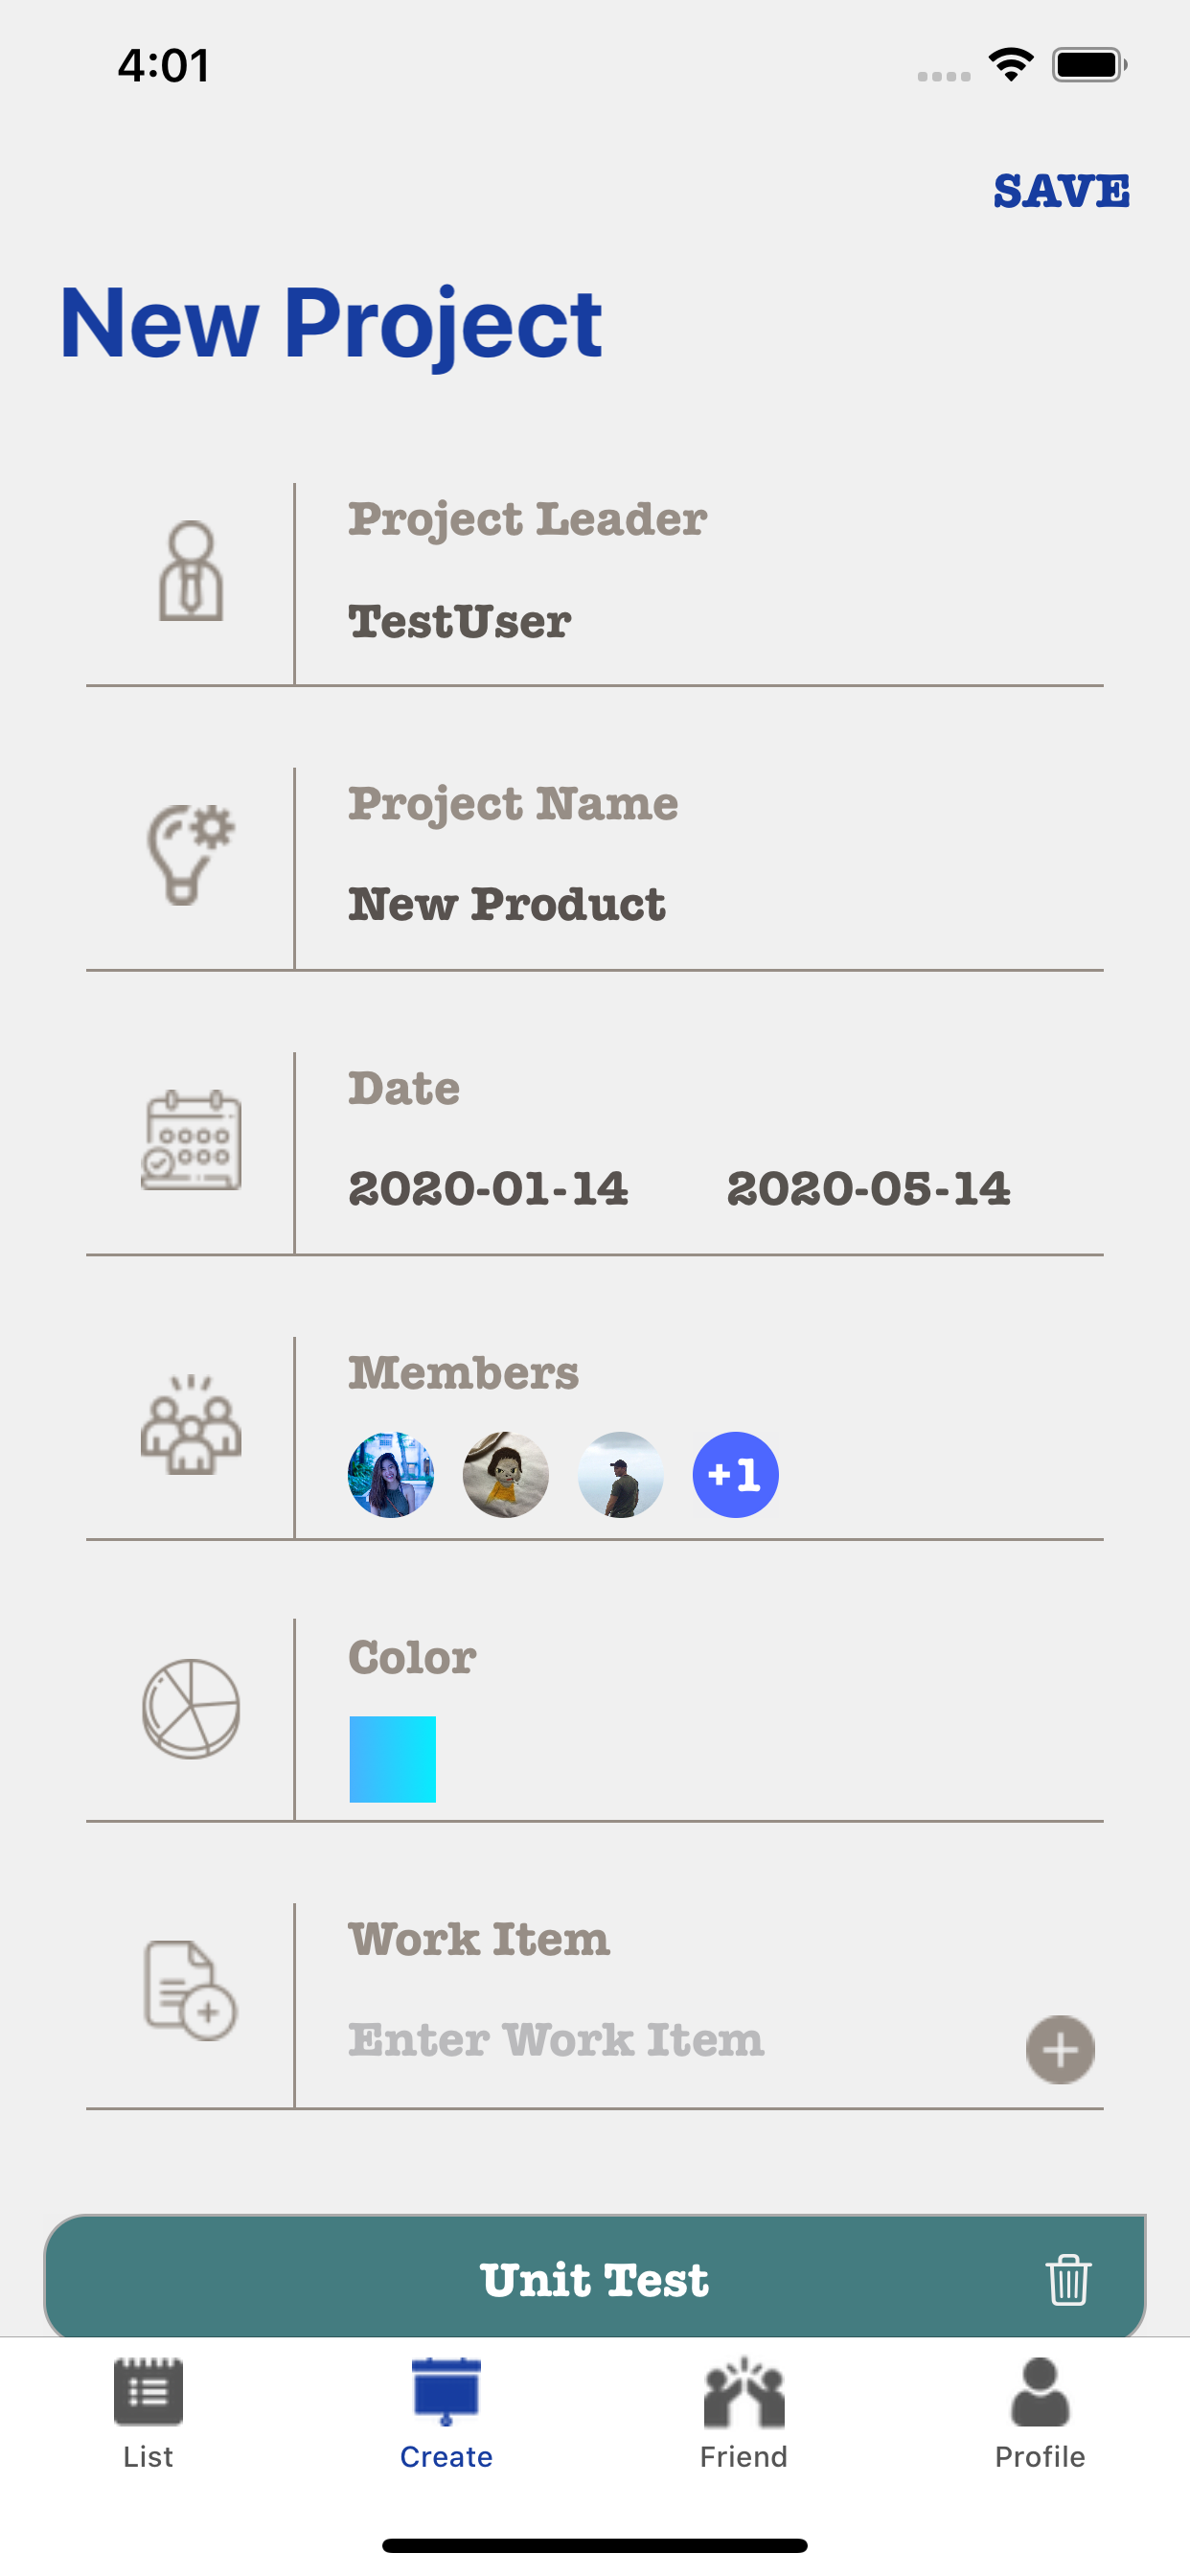 4:01
SAVE
New Project
Project Leader
TestUser
Project Name
New Product
Date
2020-01-14 2020-05-14
Members
+1
Color
Work Item
Enter Work Item
Unit Test
List Create Friend Profile